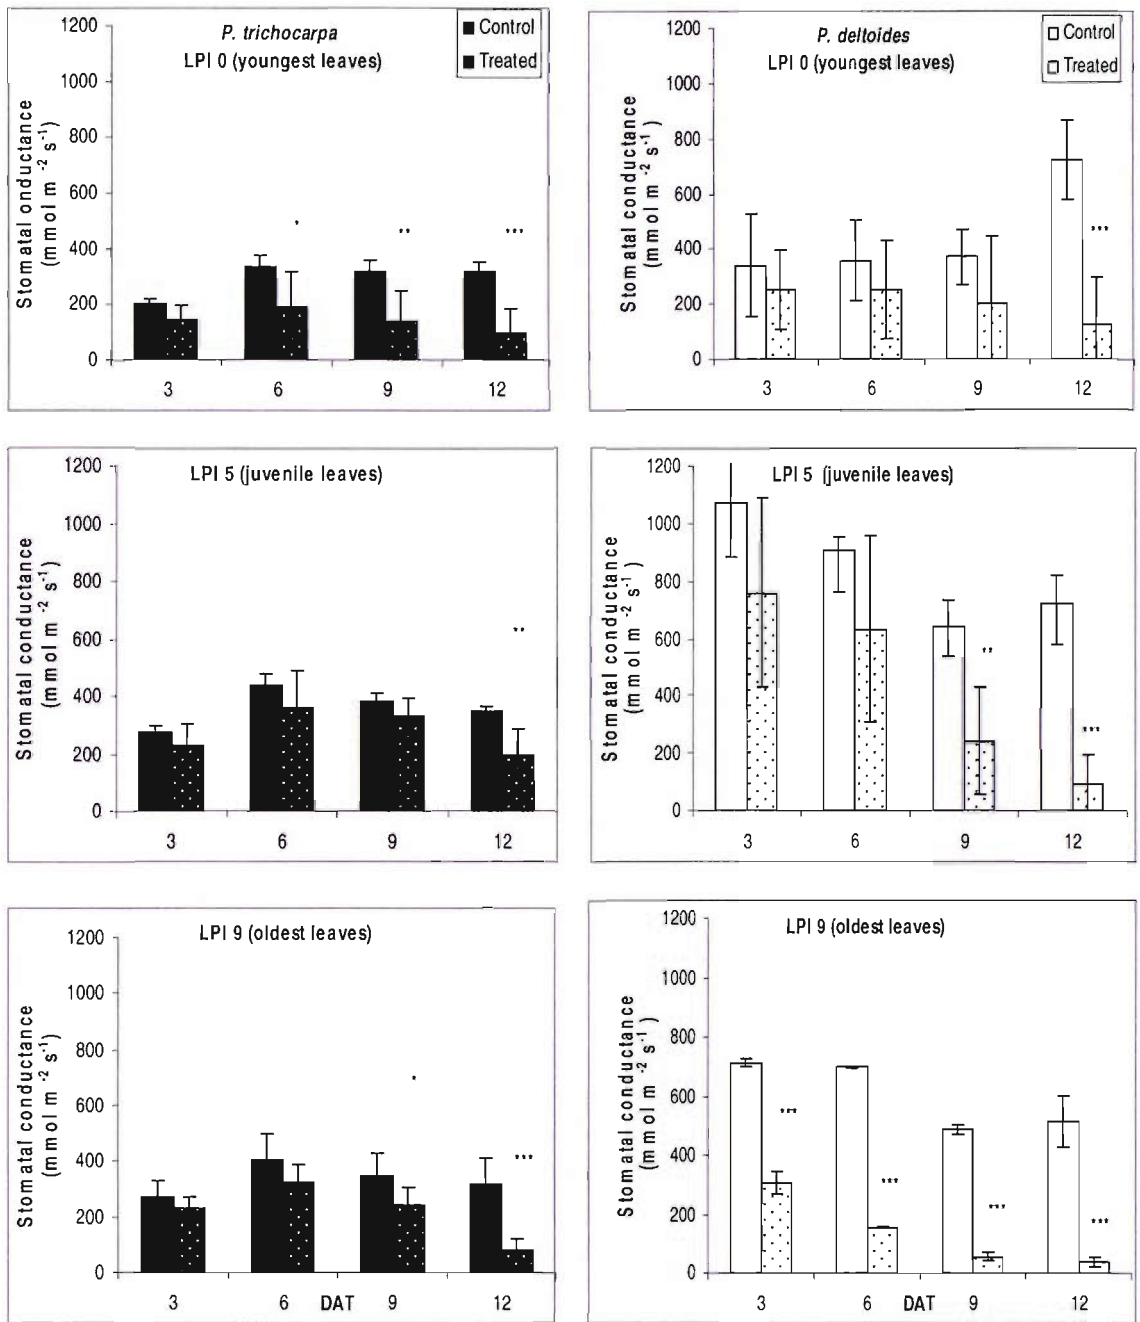 P. trichocarpa
LPI 0 (youngest leaves)
Control
Treated
Stomatal onductance
(mmol m -2 s-1)
1200
1000
800
600
400
200
0
*
**
***
3 6 9 12
P. deltoides
LPI 0 (youngest leaves)
Control
Treated
Stomatal conductance
(mmol m -2 s-1)
1200
1000
800
600
400
200
0
***
3 6 9 12
LPI 5 (juvenile leaves)
Stomatal conductance
(mmol m -2 s-1)
1200
1000
800
600
400
200
0
**
3 6 9 12
LPI 5 (juvenile leaves)
Stomatal conductance
(mmol m -2 s-1)
1200
1000
800
600
400
200
0
**
***
3 6 9 12
LPI 9 (oldest leaves)
Stomatal conductance
(mmol m -2 s-1)
1200
1000
800
600
400
200
0
*
***
3 6 DAT 9 12
LPI 9 (oldest leaves)
Stomatal conductance
(mmol m -2 s-1)
1200
1000
800
600
400
200
0
***
***
***
***
3 6 DAT 9 12